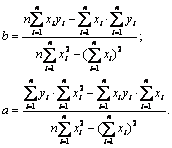 b = \frac{n\sum_{i=1}^{n} x_i y_i - \sum_{i=1}^{n} x_i \cdot \sum_{i=1}^{n} y_i}{n\sum_{i=1}^{n} x_i^2 - (\sum_{i=1}^{n} x_i)^2};
a = \frac{\sum_{i=1}^{n} y_i \cdot \sum_{i=1}^{n} x_i^2 - \sum_{i=1}^{n} x_i y_i \cdot \sum_{i=1}^{n} x_i}{n\sum_{i=1}^{n} x_i^2 - (\sum_{i=1}^{n} x_i)^2}.